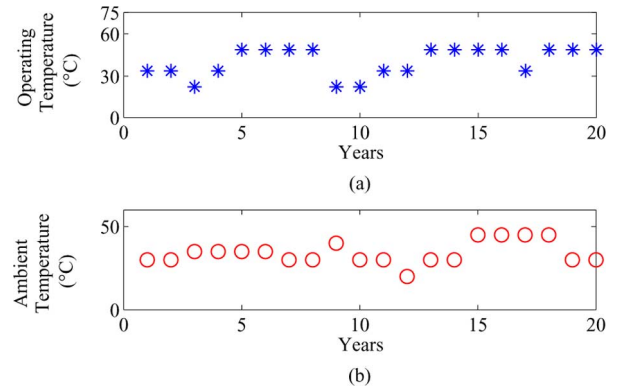 Operating
Temperature
(°C)
75
60
30
0
0 5 10 15 20
Years
(a)
Ambient
Temperature
(°C)
50
0
0 5 10 15 20
Years
(b)